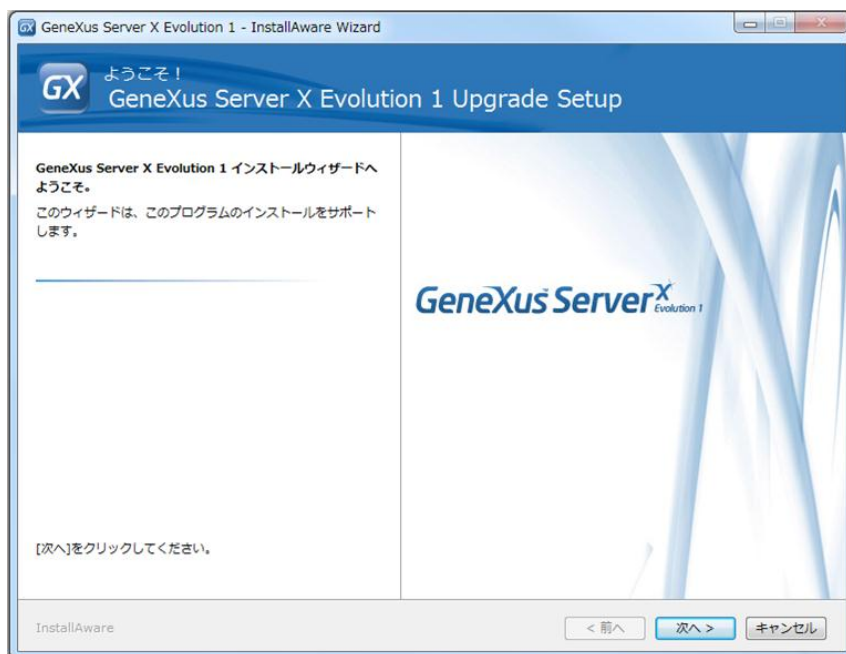 GeneXus Server X Evolution 1 - InstallAware Wizard
GX
ようこそ！
GeneXus Server X Evolution 1 Upgrade Setup
GeneXus Server X Evolution 1 インストールウィザードへ
ようこそ。
このウィザードは、このプログラムのインストールをサポート
します。
GeneXus™ Server X
Evolution 1
[次へ]をクリックしてください。
InstallAware
< 前へ
次へ >
キャンセル